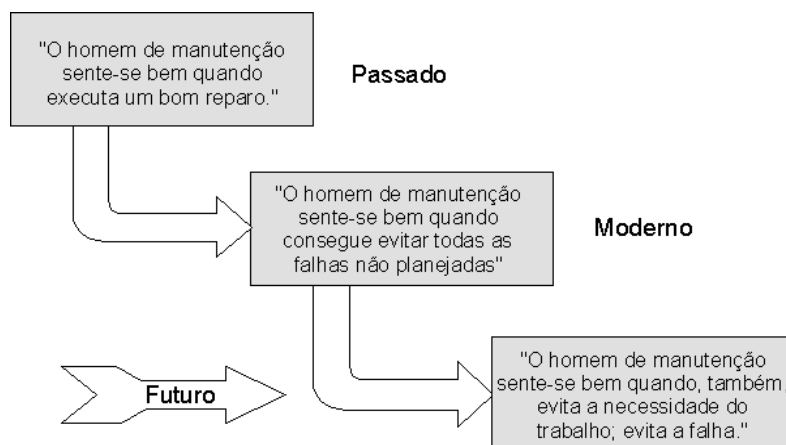 "O homem de manutenção
sente-se bem quando
executa um bom reparo."
Passado
"O homem de manutenção
sente-se bem quando
consegue evitar todas as
falhas não planejadas"
Moderno
Futuro
"O homem de manutenção
sente-se bem quando, também,
evita a necessidade do
trabalho; evita a falha."